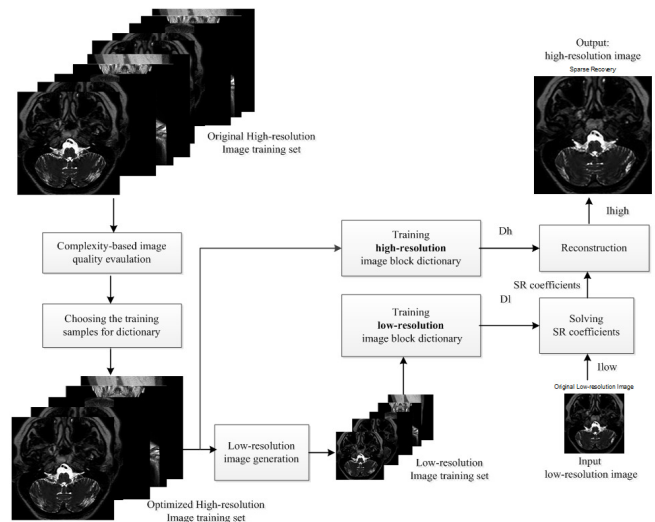 Output:
high-resolution image
Sparse Recovery
Original High-resolution
Image training set
Ihigh
Complexity-based image
quality evaulation
Training
high-resolution
image block dictionary
Dh
Reconstruction
SR coefficients
Choosing the training
samples for dictionary
Training
low-resolution
image block dictionary
Dl
Solving
SR coefficients
Ilow
Original Low-resolution Image
Low-resolution
image generation
Low-resolution
Image training set
Input
low-resolution image
Optimized High-resolution
Image training set